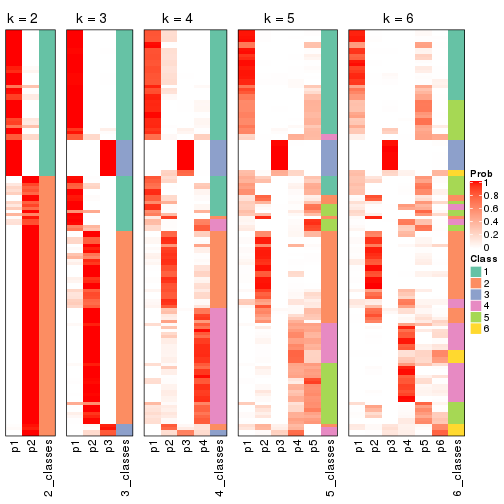 k = 2
k = 3
k = 4
k = 5
k = 6
Prob
1
0.8
0.6
0.4
0.2
0
Class
1
2
3
4
5
6
p1
p2
2_classes
p1
p2
p3
3_classes
p1
p2
p3
p4
4_classes
p1
p2
p3
p4
p5
5_classes
p1
p2
p3
p4
p5
p6
6_classes